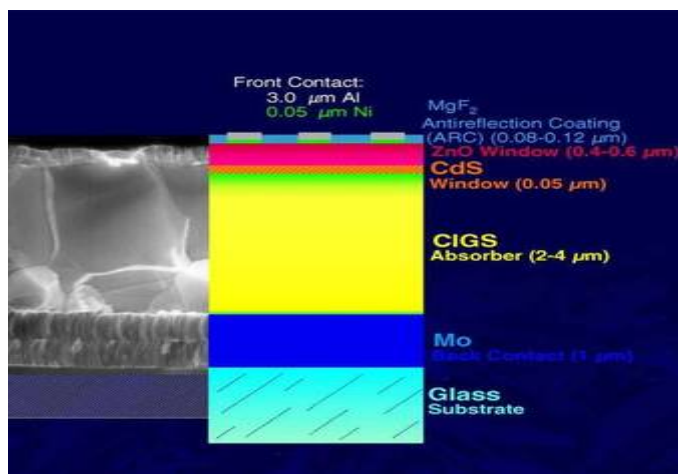 Front Contact:
3.0 μm Al
0.05 μm Ni
MgF₂
Antireflection Coating
(ARC) (0.08-0.12 μm)
ZnO Window (0.4-0.6 μm)
CdS
Window (0.05 μm)
CIGS
Absorber (2-4 μm)
Mo
Back Contact (1 μm)
Glass
Substrate